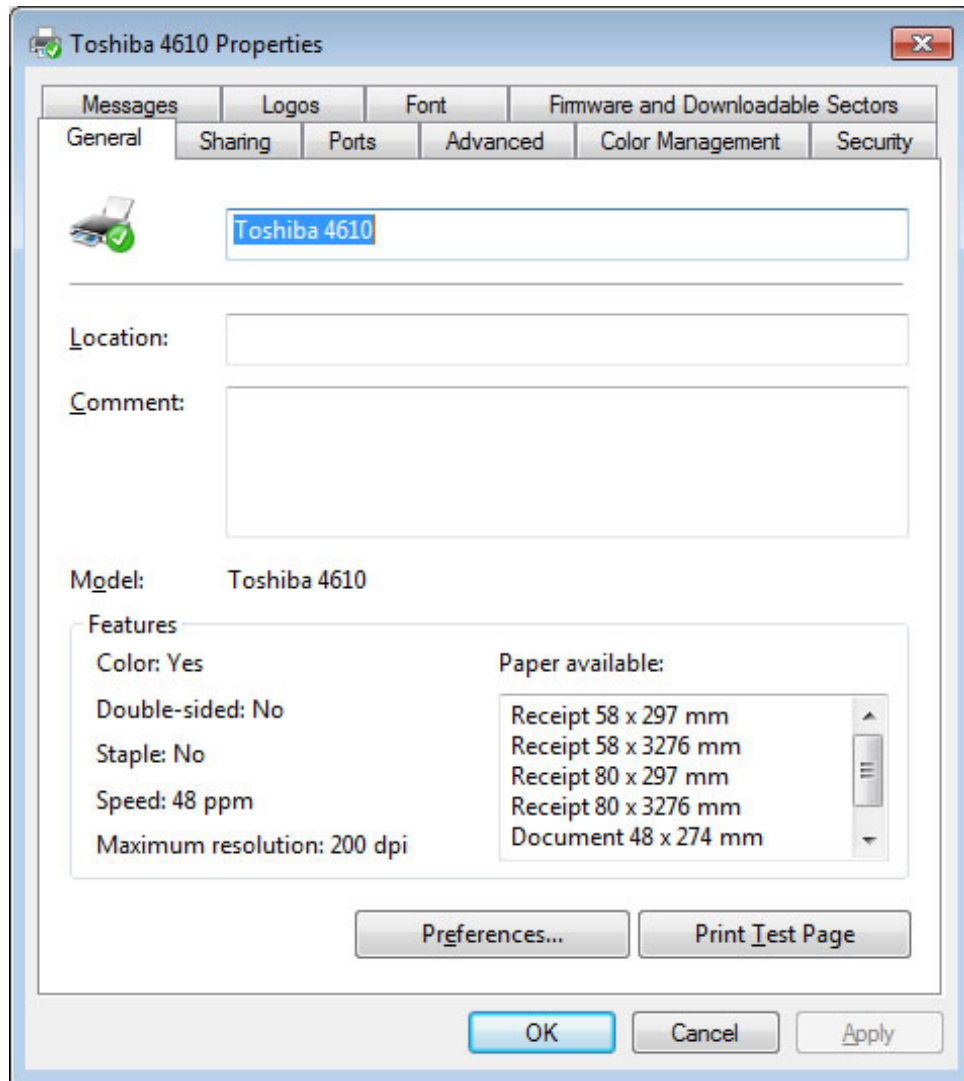 Toshiba 4610 Properties
Messages Logos Font Firmware and Downloadable Sectors
General Sharing Ports Advanced Color Management Security
Toshiba 4610
Location:
Comment:
Model: Toshiba 4610
Features
Color: Yes
Double-sided: No
Staple: No
Speed: 48 ppm
Maximum resolution: 200 dpi
Paper available:
Receipt 58 x 297 mm
Receipt 58 x 3276 mm
Receipt 80 x 297 mm
Receipt 80 x 3276 mm
Document 48 x 274 mm
Preferences... Print Test Page
OK Cancel Apply